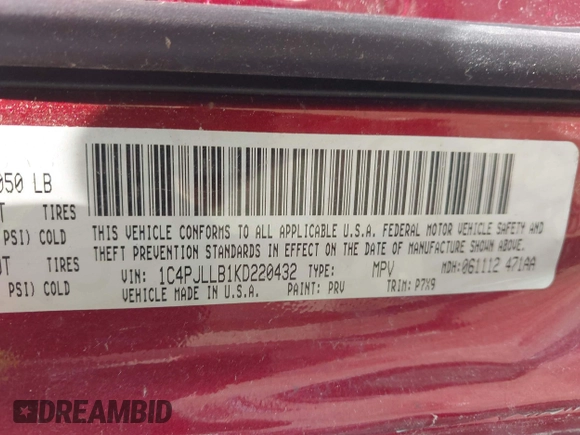 050 LB
TIRES
PSI) COLD
TIRES
PSI) COLD
THIS VEHICLE CONFORMS TO ALL APPLICABLE U.S.A. FEDERAL MOTOR VEHICLE SAFETY AND
THEFT PREVENTION STANDARDS IN EFFECT ON THE DATE OF MANUFACTURE SHOWN ABOVE.
VIN: 1C4PJLLB1KD220432 TYPE: MPV MDH:061112 471AA
VEHICLE MADE IN U.S.A. PAINT: PRV TRIM: P7X9
DREAMBID